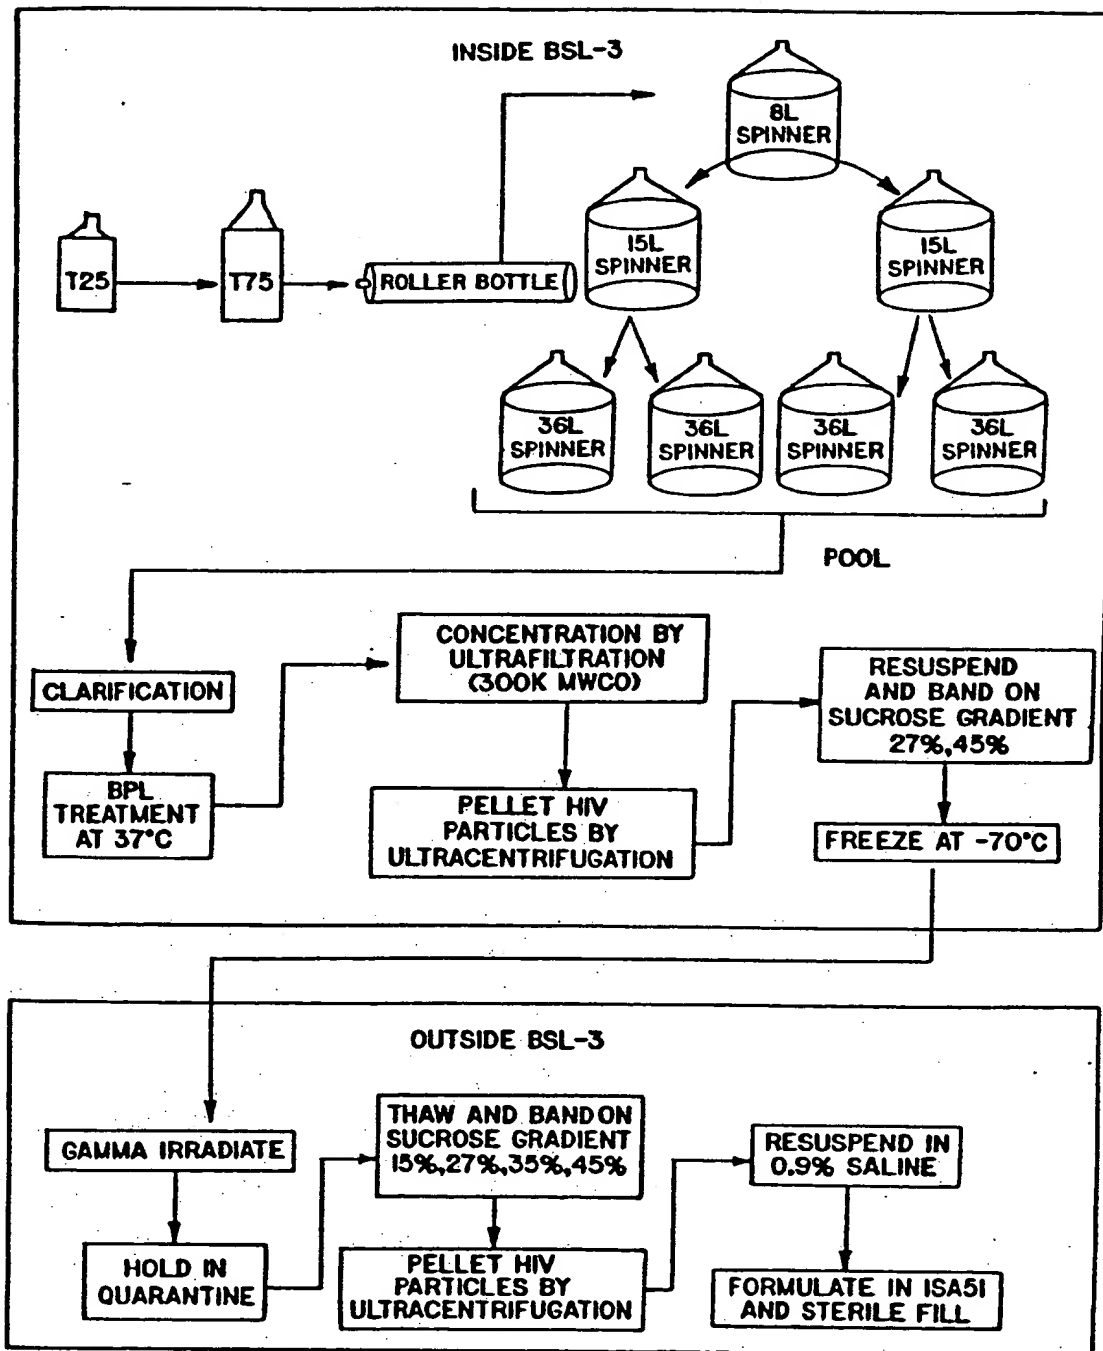 INSIDE BSL-3
8L
SPINNER
15L
SPINNER
15L
SPINNER
T25
T75
ROLLER BOTTLE
36L
SPINNER
36L
SPINNER
36L
SPINNER
36L
SPINNER
POOL
CLARIFICATION
BPL
TREATMENT
AT 37°C
CONCENTRATION BY
ULTRAFILTRATION
(300K MWCO)
PELLET HIV
PARTICLES BY
ULTRACENTRIFUGATION
RESUSPEND
AND BAND ON
SUCROSE GRADIENT
27%,45%
FREEZE AT -70°C
OUTSIDE BSL-3
GAMMA IRRADIATE
HOLD IN
QUARANTINE
THAW AND BAND ON
SUCROSE GRADIENT
15%,27%,35%,45%
PELLET HIV
PARTICLES BY
ULTRACENTRIFUGATION
RESUSPEND IN
0.9% SALINE
FORMULATE IN ISA51
AND STERILE FILL